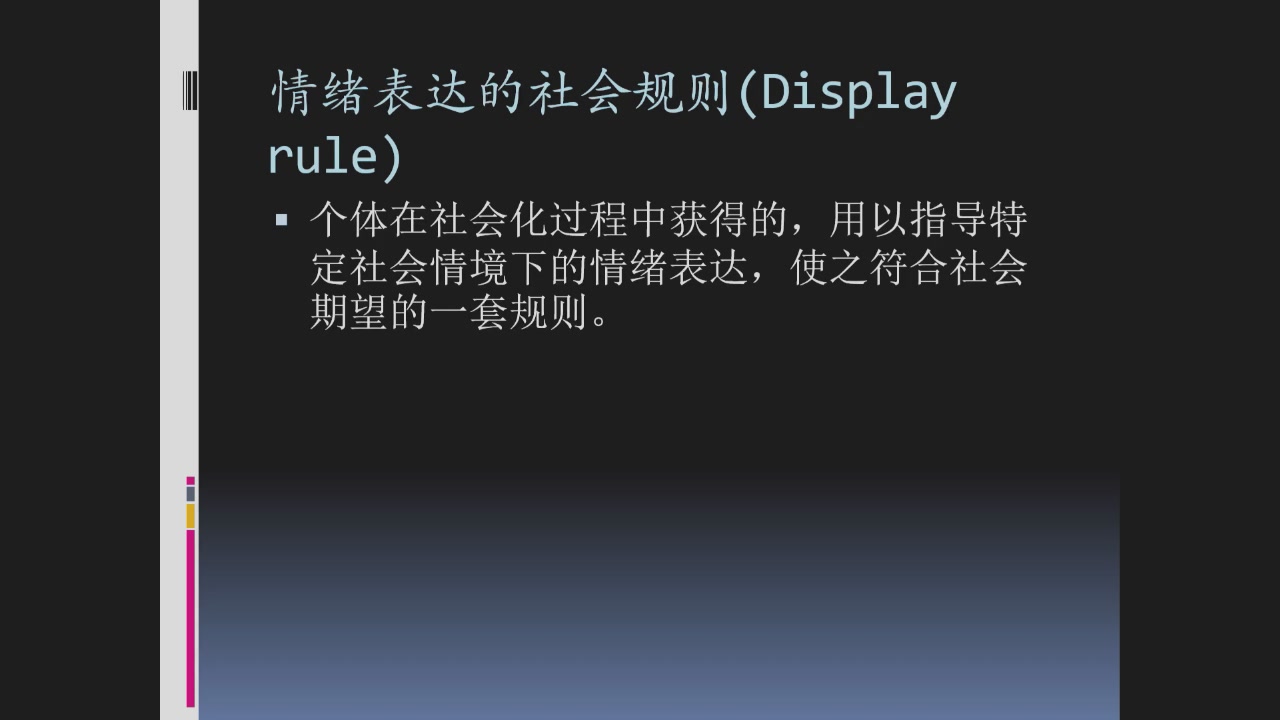 情绪表达的社会规则(Display
rule)
▪ 个体在社会化过程中获得的，用以指导特
定社会情境下的情绪表达，使之符合社会
期望的一套规则。